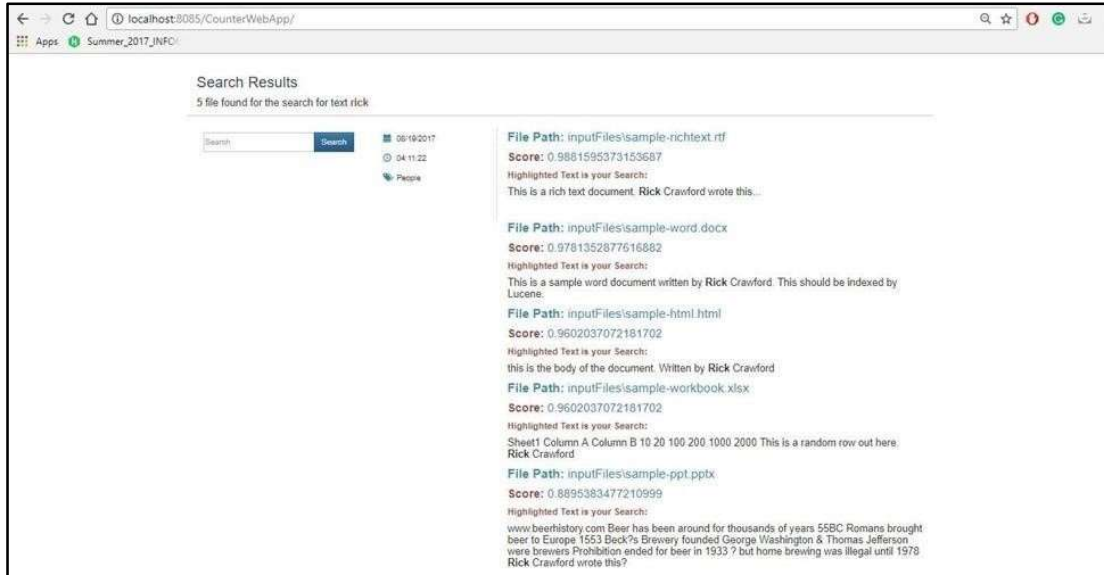 localhost:8085/CounterWebApp/
Apps Summer_2017_INFO
Search Results
5 file found for the search for text rick
Search Search
06/19/2017
04:11:22
People
File Path: inputFiles\sample-richtext.rtf
Score: 0.9881595373153687
Highlighted Text is your Search:
This is a rich text document. Rick Crawford wrote this...
File Path: inputFiles\sample-word.docx
Score: 0.9781352877616882
Highlighted Text is your Search:
This is a sample word document written by Rick Crawford. This should be indexed by
Lucene.
File Path: inputFiles\sample-html.html
Score: 0.9602037072181702
Highlighted Text is your Search:
this is the body of the document. Written by Rick Crawford
File Path: inputFiles\sample-workbook.xlsx
Score: 0.9602037072181702
Highlighted Text is your Search:
Sheet1 Column A Column B 10 20 100 200 1000 2000 This is a random row out here.
Rick Crawford
File Path: inputFiles\sample-ppt.pptx
Score: 0.8895383477210999
Highlighted Text is your Search:
www.beerhistory.com Beer has been around for thousands of years 55BC Romans brought
beer to Europe 1553 Beck?s Brewery founded George Washington & Thomas Jefferson
were brewers Prohibition ended for beer in 1933 ? but home brewing was illegal until 1978
Rick Crawford wrote this?